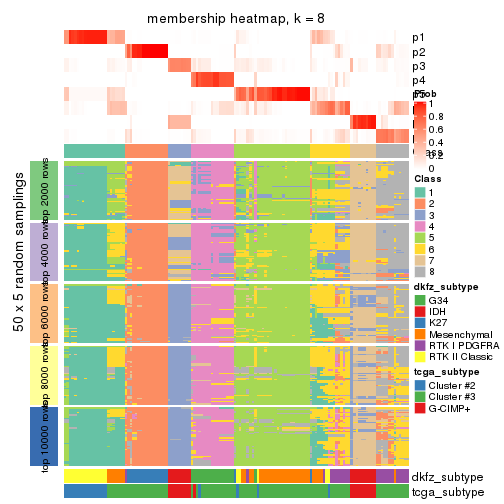 membership heatmap, k = 8
p1
p2
p3
p4
Prob
1
0.8
0.6
0.4
0.2
0
Class
1
2
3
4
5
6
7
8
dkfz_subtype
G34
IDH
K27
Mesenchymal
RTK I PDGFRA
RTK II Classic
tcga_subtype
Cluster #2
Cluster #3
G-CIMP+
50 x 5 random samplings
top 2000 rows
top 4000 rows
top 6000 rows
top 8000 rows
top 10000 rows
dkfz_subtype
tcga_subtype